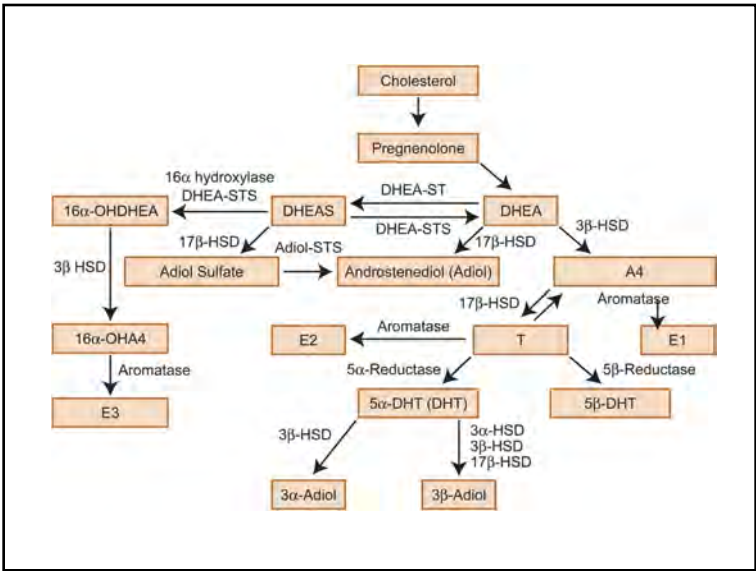 Cholesterol
Pregnenolone
16α hydroxylase
DHEA-STS
DHEA-ST
16α-OHDHEA
DHEAS
DHEA
DHEA-STS
3β-HSD
17β-HSD
Adiol-STS
17β-HSD
3β HSD
Adiol Sulfate
Androstenediol (Adiol)
A4
17β-HSD
Aromatase
16α-OHA4
E2
Aromatase
T
E1
Aromatase
5α-Reductase
5β-Reductase
E3
5α-DHT (DHT)
5β-DHT
3β-HSD
3α-HSD
3β-HSD
17β-HSD
3α-Adiol
3β-Adiol